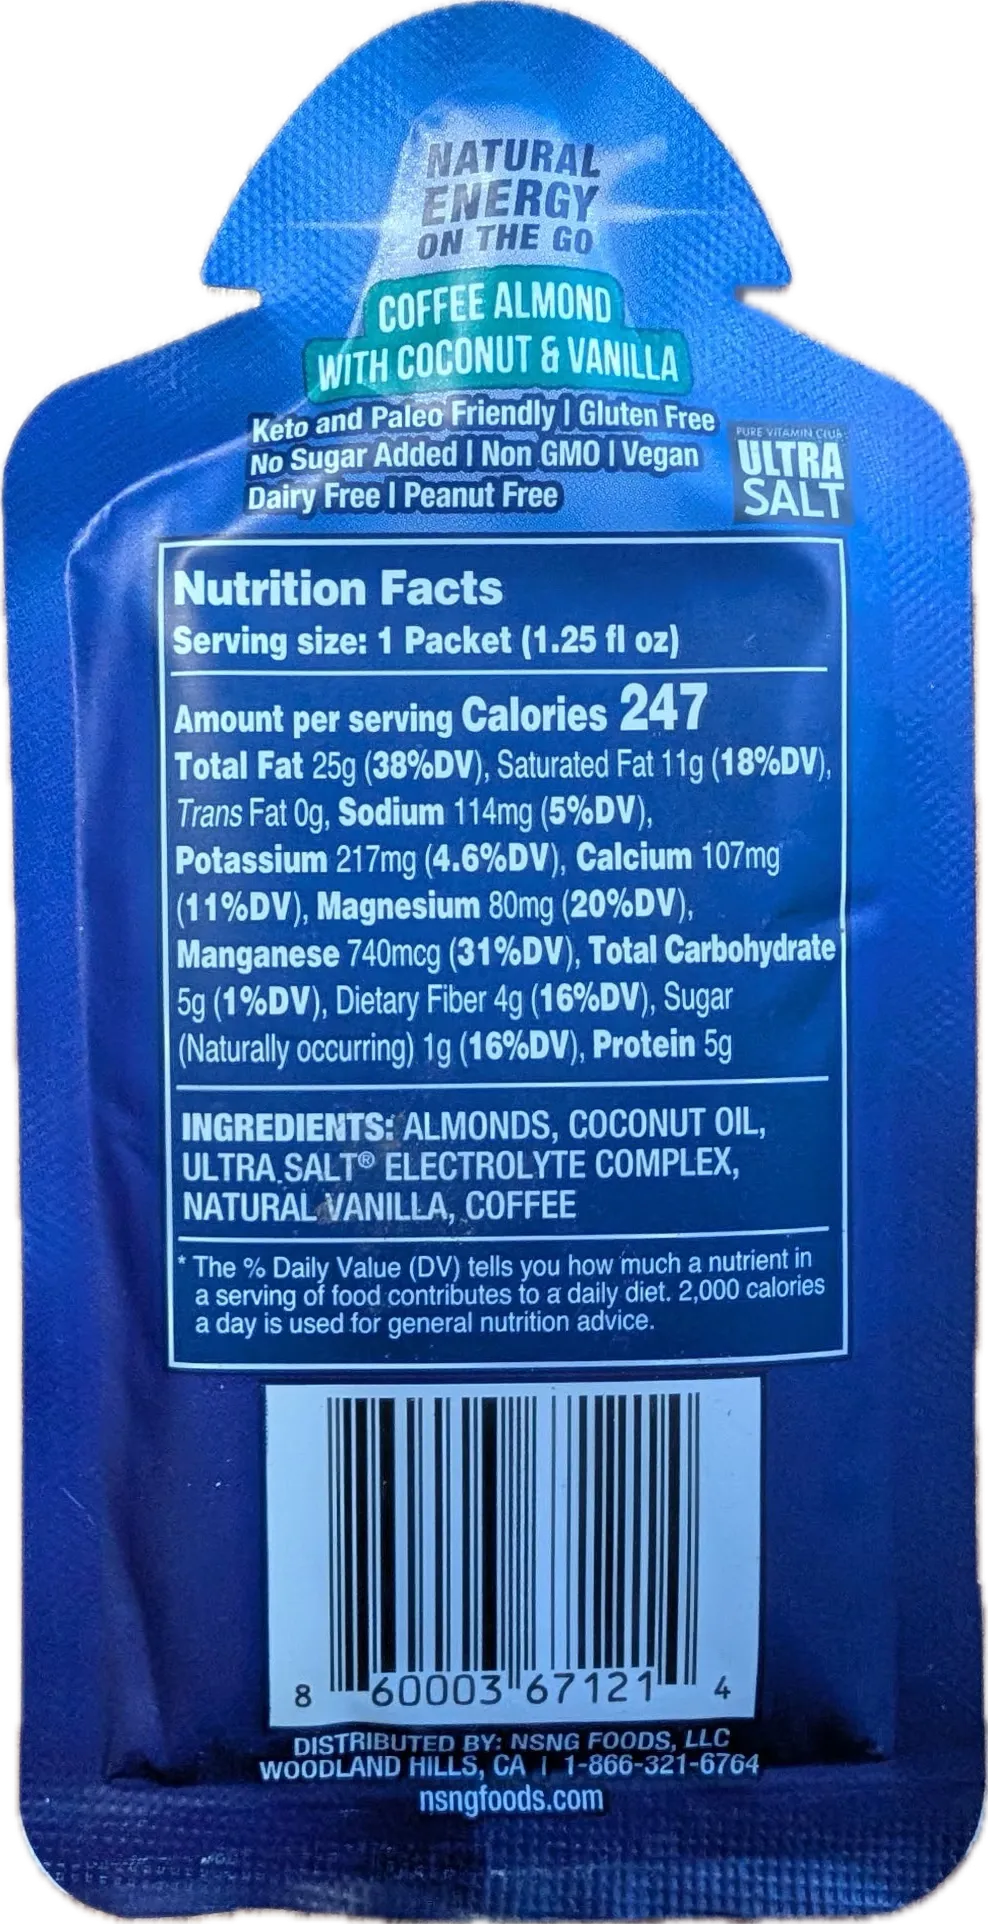 NATURAL
ENERGY
ON THE GO
COFFEE ALMOND
WITH COCONUT & VANILLA
Keto and Paleo Friendly | Gluten Free
No Sugar Added | Non GMO | Vegan
Dairy Free | Peanut Free
PURE VITAMIN CLUB
ULTRA
SALT
Nutrition Facts
Serving size: 1 Packet (1.25 fl oz)
Amount per serving Calories 247
Total Fat 25g (38%DV), Saturated Fat 11g (18%DV),
Trans Fat 0g, Sodium 114mg (5%DV),
Potassium 217mg (4.6%DV), Calcium 107mg
(11%DV), Magnesium 80mg (20%DV),
Manganese 740mcg (31%DV), Total Carbohydrate
5g (1%DV), Dietary Fiber 4g (16%DV), Sugar
(Naturally occurring) 1g (16%DV), Protein 5g
INGREDIENTS: ALMONDS, COCONUT OIL,
ULTRA SALT® ELECTROLYTE COMPLEX,
NATURAL VANILLA, COFFEE
* The % Daily Value (DV) tells you how much a nutrient in
a serving of food contributes to a daily diet. 2,000 calories
a day is used for general nutrition advice.
8 60003 67121 4
DISTRIBUTED BY: NSNG FOODS, LLC
WOODLAND HILLS, CA | 1-866-321-6764
nsngfoods.com